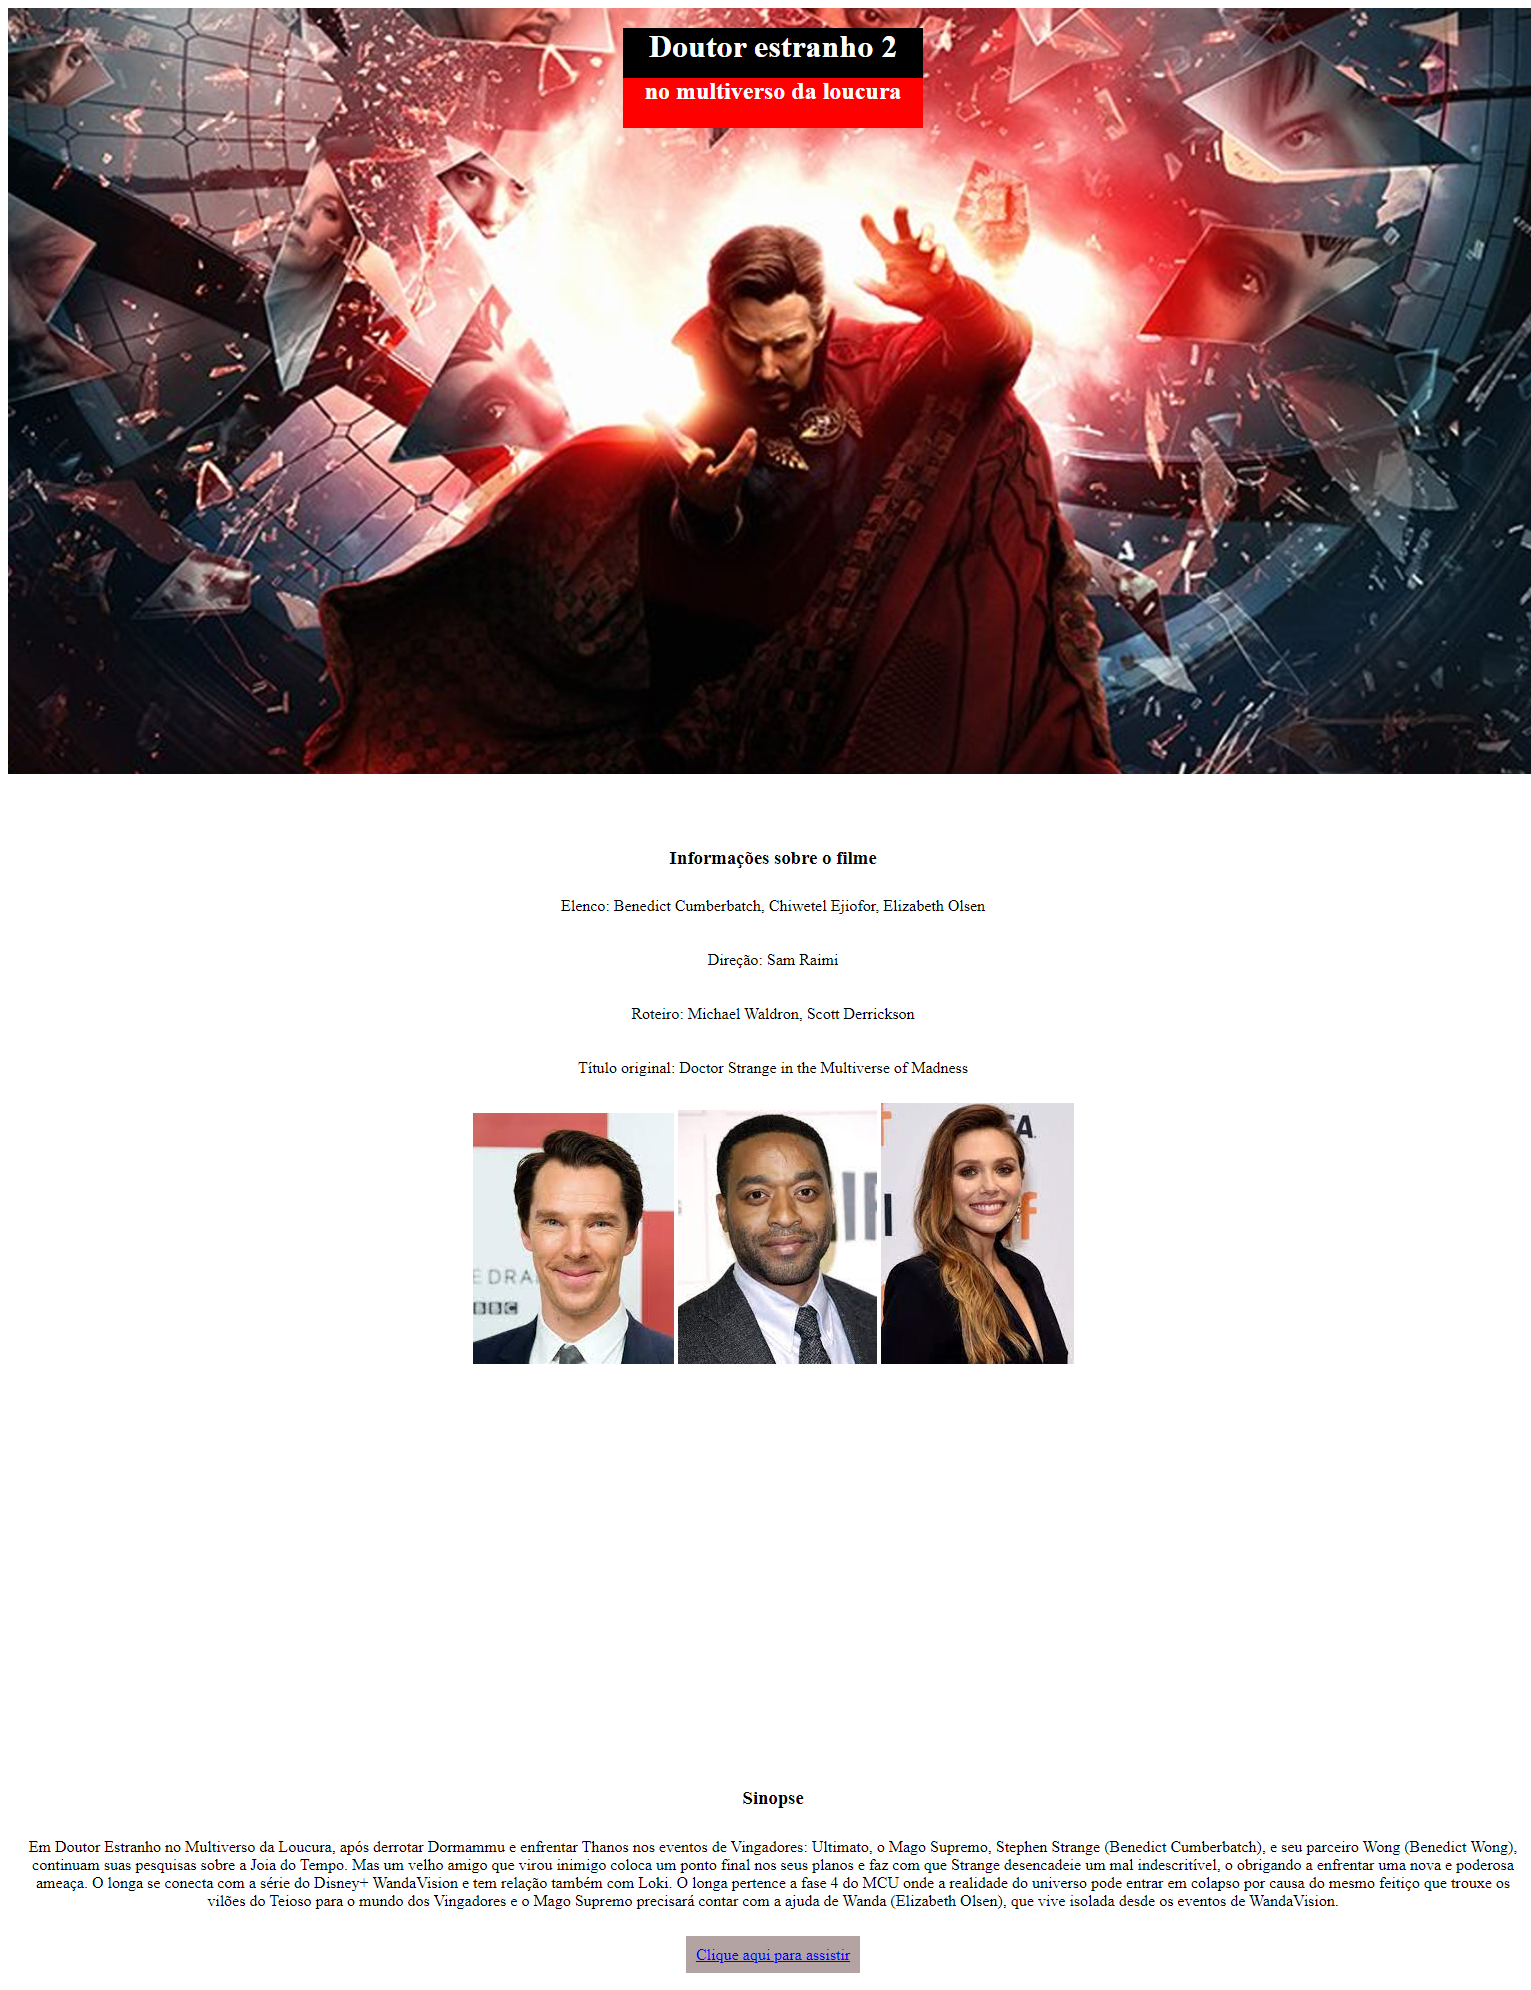 Doutor estranho 2
no multiverso da loucura
Informações sobre o filme
Elenco: Benedict Cumberbatch, Chiwetel Ejiofor, Elizabeth Olsen
Direção: Sam Raimi
Roteiro: Michael Waldron, Scott Derrickson
Título original: Doctor Strange in the Multiverse of Madness
E DRA
BBC
Sinopse
Em Doutor Estranho no Multiverso da Loucura, após derrotar Dormammu e enfrentar Thanos nos eventos de Vingadores: Ultimato, o Mago Supremo, Stephen Strange (Benedict Cumberbatch), e seu parceiro Wong (Benedict Wong),
continuam suas pesquisas sobre a Joia do Tempo. Mas um velho amigo que virou inimigo coloca um ponto final nos seus planos e faz com que Strange desencadeie um mal indescritível, o obrigando a enfrentar uma nova e poderosa
ameaça. O longa se conecta com a série do Disney+ WandaVision e tem relação também com Loki. O longa pertence a fase 4 do MCU onde a realidade do universo pode entrar em colapso por causa do mesmo feitiço que trouxe os
vilões do Teioso para o mundo dos Vingadores e o Mago Supremo precisará contar com a ajuda de Wanda (Elizabeth Olsen), que vive isolada desde os eventos de WandaVision.
Clique aqui para assistir